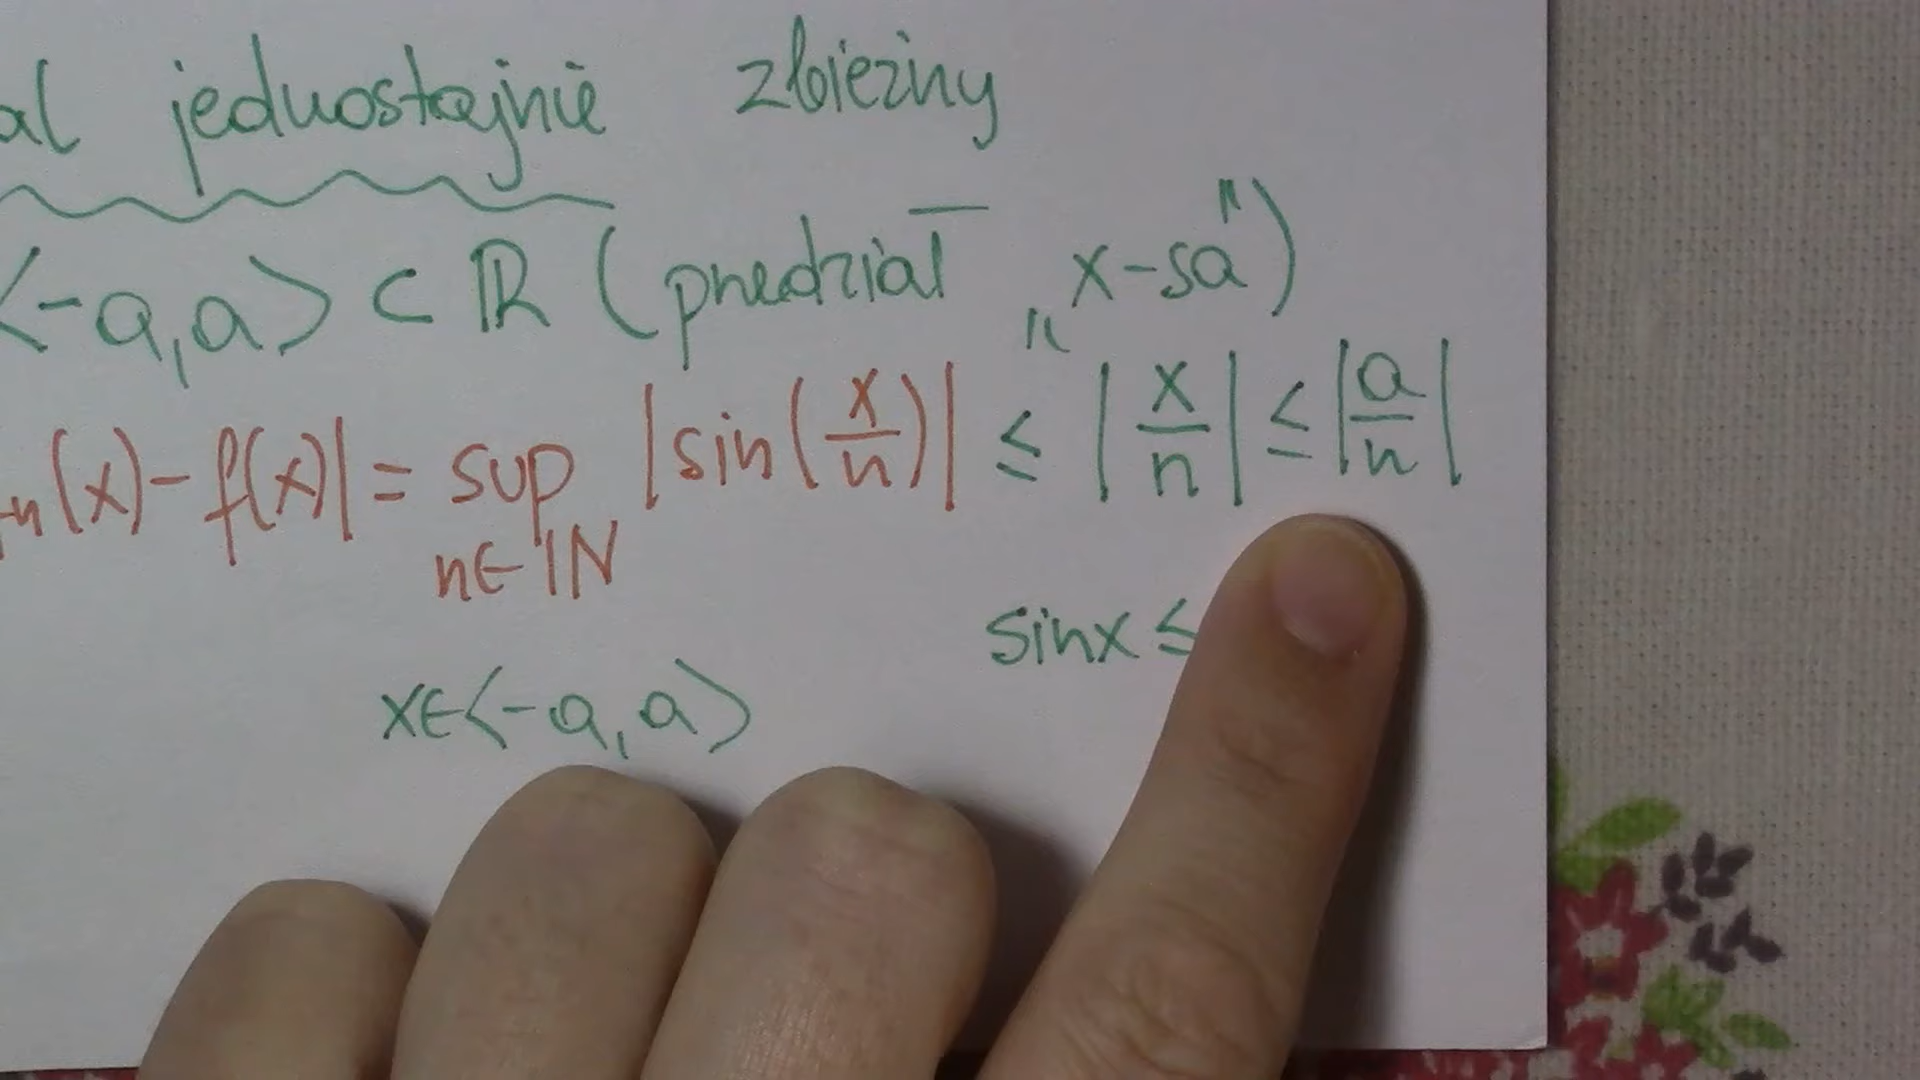 al jednostajnie zbieżny
<-a,a> ⊂ ℝ (przedział „x-sa")
n(x)-f(x)| = sup |sin(x/n)| ≤ |x/n| ≤ |a/n|
n∈ℕ
sinx ≤
x∈<-a,a>